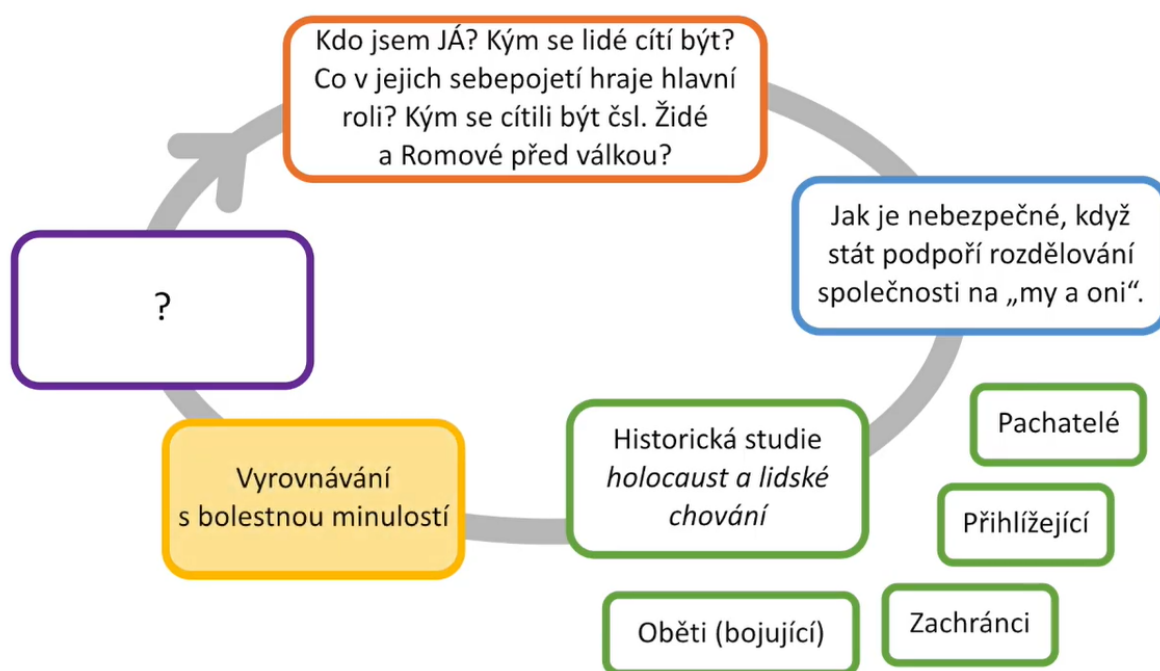 Kdo jsem JÁ? Kým se lidé cítí být?
Co v jejich sebepojetí hraje hlavní
roli? Kým se cítili být čsl. Židé
a Romové před válkou?
Jak je nebezpečné, když
stát podpoří rozdělování
společnosti na „my a oni“.
Historická studie
holocaust a lidské
chování
Pachatelé
Přihlížející
Zachránci
Oběti (bojující)
Vyrovnávání
s bolestnou minulostí
?